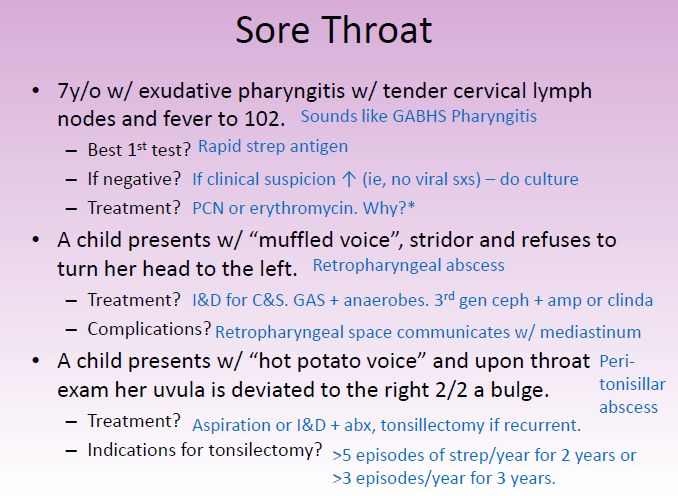 Sore Throat
• 7y/o w/ exudative pharyngitis w/ tender cervical lymph
nodes and fever to 102. Sounds like GABHS Pharyngitis
– Best 1st test? Rapid strep antigen
– If negative? If clinical suspicion ↑ (ie, no viral sxs) – do culture
– Treatment? PCN or erythromycin. Why?*
• A child presents w/ “muffled voice”, stridor and refuses to
turn her head to the left. Retropharyngeal abscess
– Treatment? I&D for C&S. GAS + anaerobes. 3rd gen ceph + amp or clinda
– Complications? Retropharyngeal space communicates w/ mediastinum
• A child presents w/ “hot potato voice” and upon throat
exam her uvula is deviated to the right 2/2 a bulge.
Peri-
tonisillar
abscess
– Treatment? Aspiration or I&D + abx, tonsillectomy if recurrent.
– Indications for tonsilectomy? >5 episodes of strep/year for 2 years or
>3 episodes/year for 3 years.